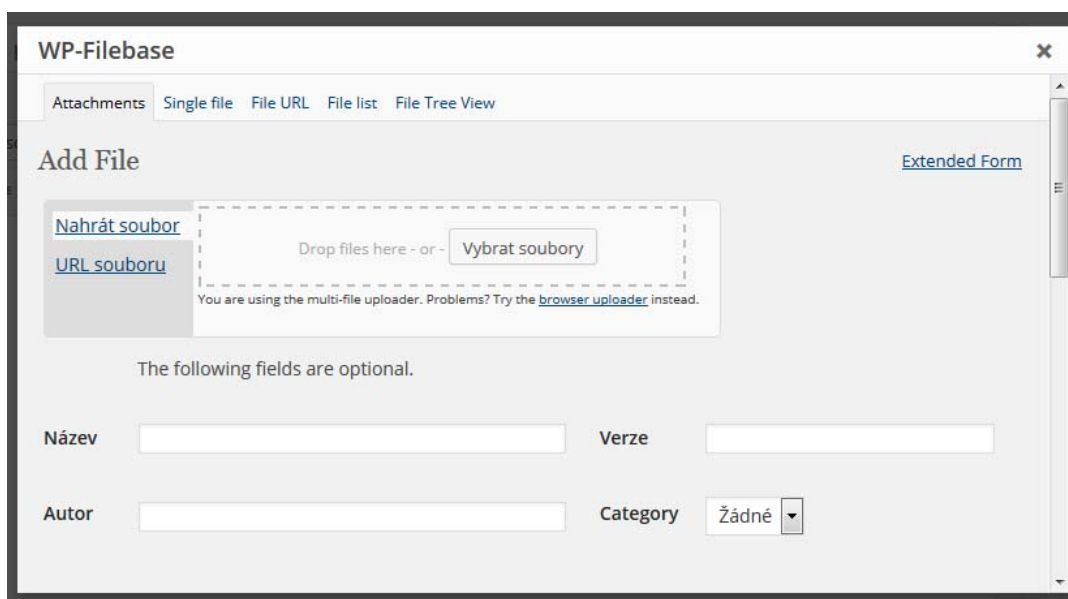 WP-Filebase
Attachments Single file File URL File list File Tree View
Add File
Extended Form
Nahrát soubor
URL souboru
Drop files here - or - Vybrat soubory
You are using the multi-file uploader. Problems? Try the browser uploader instead.
The following fields are optional.
Název
Verze
Autor
Category Žádné